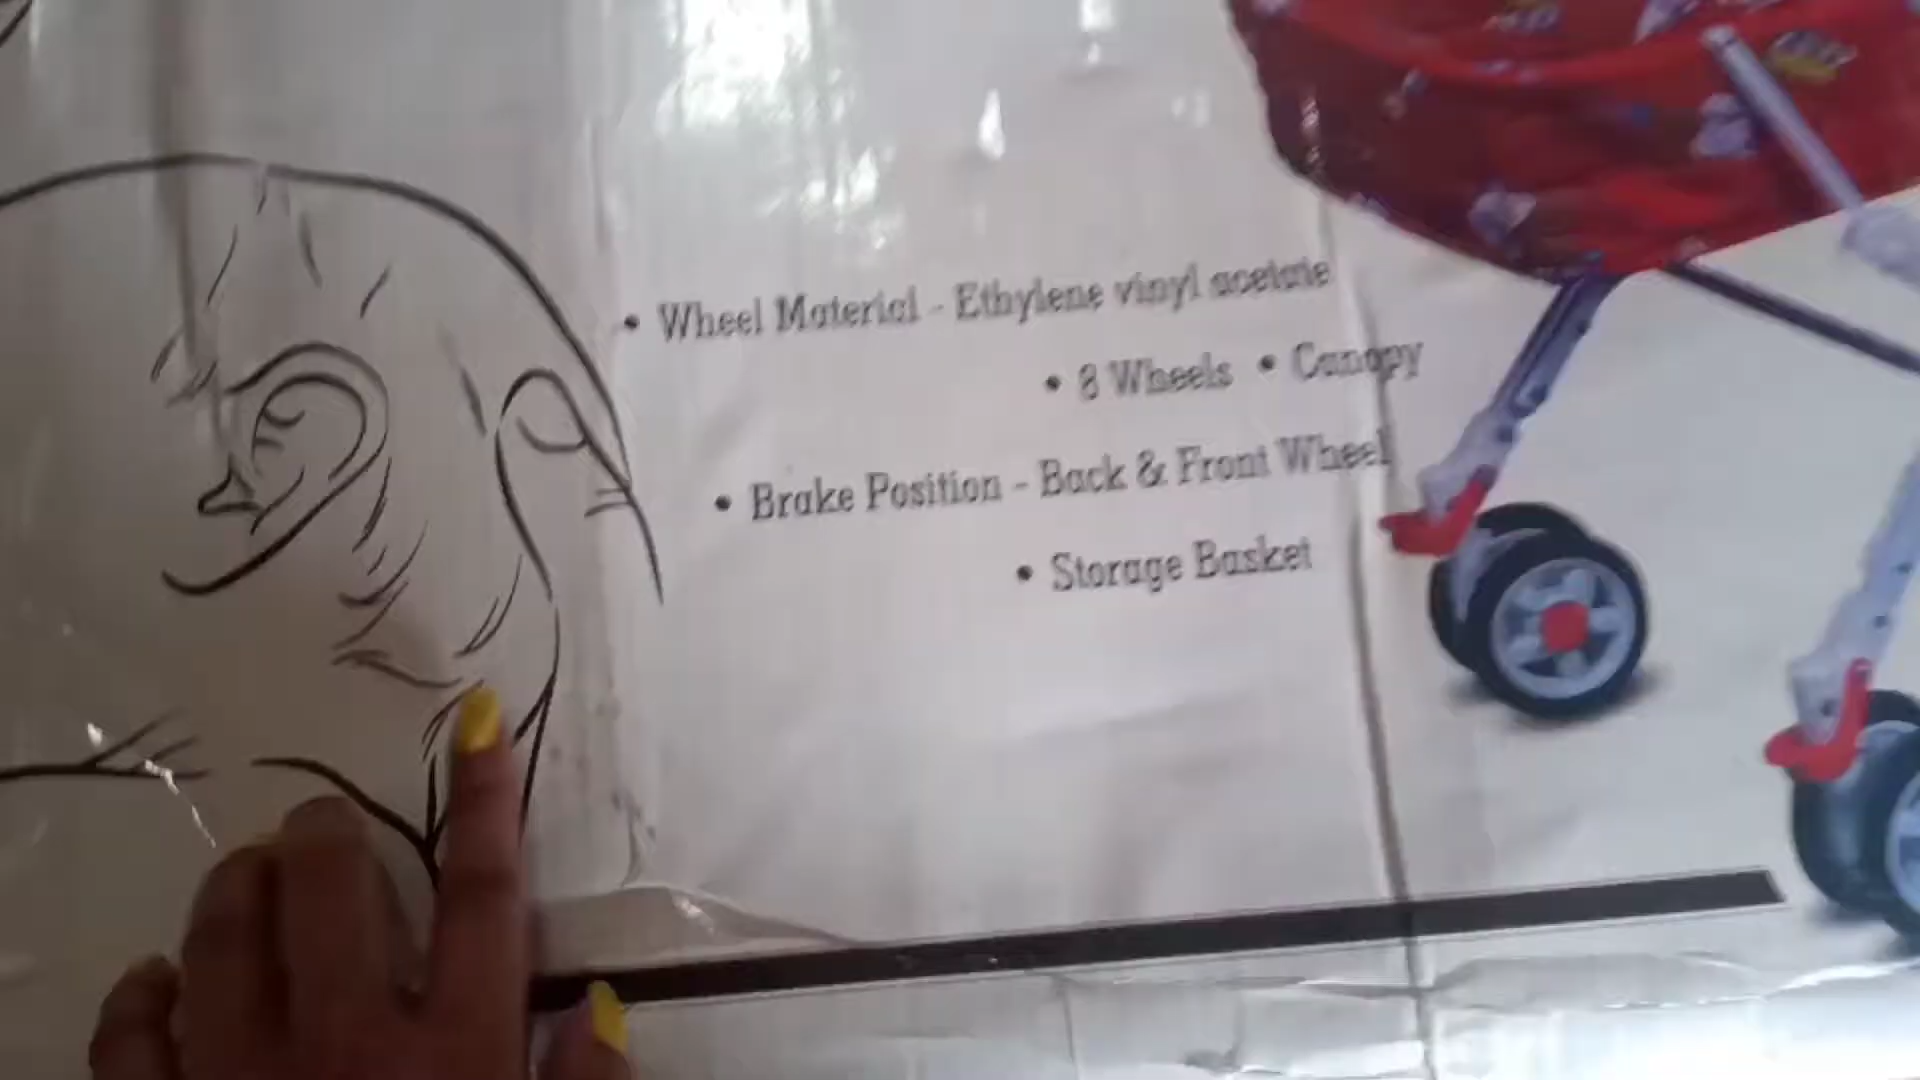 • Wheel Material - Ethylene vinyl acetate
• 8 Wheels • Canopy
• Brake Position - Back & Front Wheel
• Storage Basket